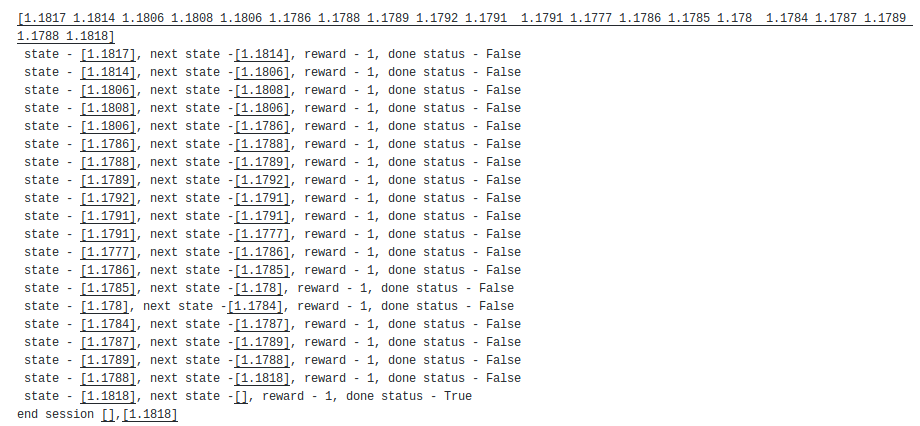 [1.1817 1.1814 1.1806 1.1808 1.1806 1.1786 1.1788 1.1789 1.1792 1.1791  1.1791 1.1777 1.1786 1.1785 1.178  1.1784 1.1787 1.1789
1.1788 1.1818]
state - [1.1817], next state -[1.1814], reward - 1, done status - False
state - [1.1814], next state -[1.1806], reward - 1, done status - False
state - [1.1806], next state -[1.1808], reward - 1, done status - False
state - [1.1808], next state -[1.1806], reward - 1, done status - False
state - [1.1806], next state -[1.1786], reward - 1, done status - False
state - [1.1786], next state -[1.1788], reward - 1, done status - False
state - [1.1788], next state -[1.1789], reward - 1, done status - False
state - [1.1789], next state -[1.1792], reward - 1, done status - False
state - [1.1792], next state -[1.1791], reward - 1, done status - False
state - [1.1791], next state -[1.1791], reward - 1, done status - False
state - [1.1791], next state -[1.1777], reward - 1, done status - False
state - [1.1777], next state -[1.1786], reward - 1, done status - False
state - [1.1786], next state -[1.1785], reward - 1, done status - False
state - [1.1785], next state -[1.178], reward - 1, done status - False
state - [1.178], next state -[1.1784], reward - 1, done status - False
state - [1.1784], next state -[1.1787], reward - 1, done status - False
state - [1.1787], next state -[1.1789], reward - 1, done status - False
state - [1.1789], next state -[1.1788], reward - 1, done status - False
state - [1.1788], next state -[1.1818], reward - 1, done status - False
state - [1.1818], next state -[], reward - 1, done status - True
end session [],[1.1818]